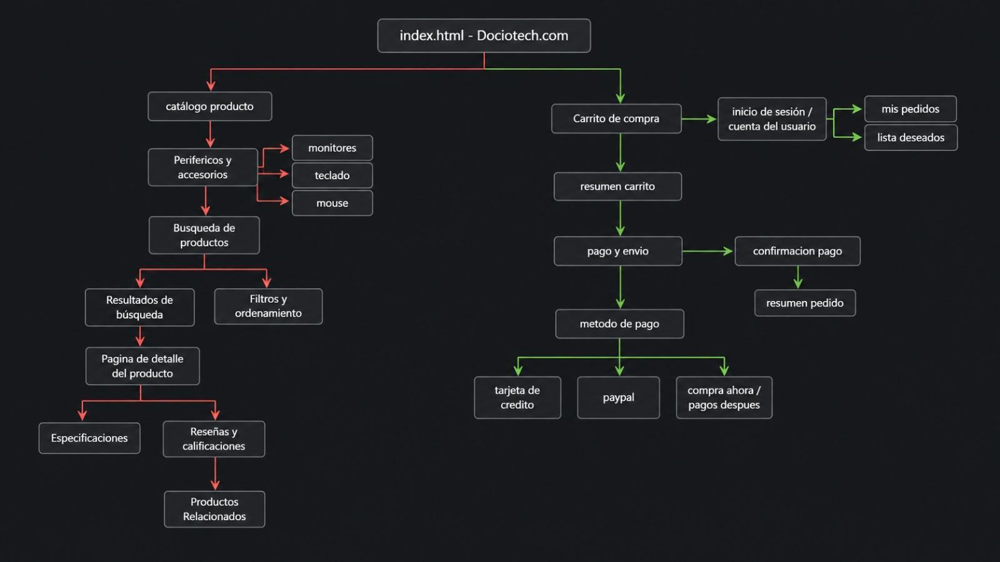 index.html - Dociotech.com
catálogo producto
Perifericos y
accesorios
monitores
teclado
mouse
Busqueda de
productos
Resultados de
búsqueda
Filtros y
ordenamiento
Pagina de detalle
del producto
Especificaciones
Reseñas y
calificaciones
Productos
Relacionados
Carrito de compra
inicio de sesión /
cuenta del usuario
mis pedidos
lista deseados
resumen carrito
pago y envio
confirmacion pago
resumen pedido
metodo de pago
tarjeta de
credito
paypal
compra ahora /
pagos despues